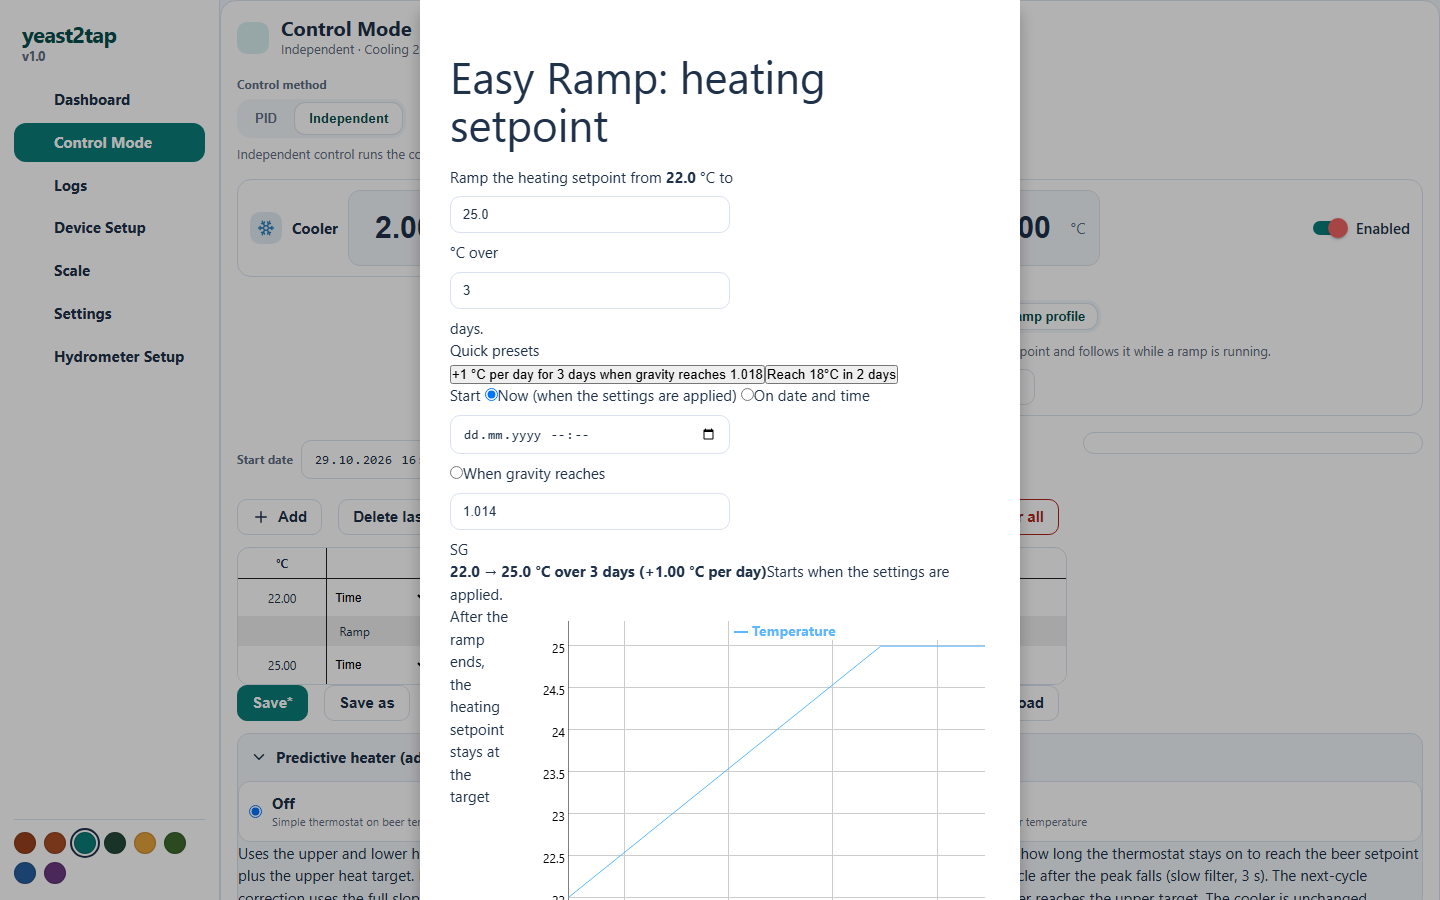 yeast2tap
v1.0
Dashboard
Control Mode
Logs
Device Setup
Scale
Settings
Hydrometer Setup
Control Mode
Independent · Cooling 2
Control method
PID
Independent
Independent control runs the co
Cooler
2.0
00
°C
Enabled
mp profile
point and follows it while a ramp is running.
Start date
29.10.2026 16
Add
Delete las
r all
°C
22.00
Time
Ramp
25.00
Time
Save*
Save as
oad
Predictive heater (ad
Off
Simple thermostat on beer ter
r temperature
Uses the upper and lower h
how long the thermostat stays on to reach the beer setpoint
plus the upper heat target.
cle after the peak falls (slow filter, 3 s). The next-cycle
correction uses the full slop
er reaches the upper target. The cooler is unchanged
Easy Ramp: heating
setpoint
Ramp the heating setpoint from 22.0 °C to
25.0
°C over
3
days.
Quick presets
+1 °C per day for 3 days when gravity reaches 1.018
Reach 18°C in 2 days
Start Now (when the settings are applied) On date and time
dd.mm.yyyy --:--
When gravity reaches
1.014
SG
22.0 → 25.0 °C over 3 days (+1.00 °C per day)Starts when the settings are
applied.
After the
ramp
ends,
the
heating
setpoint
stays at
the
target
Temperature
25
24.5
24
23.5
23
22.5
22